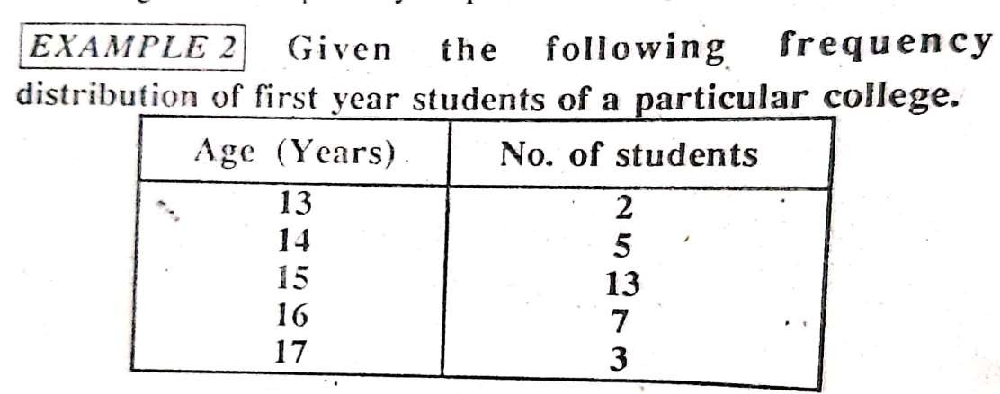 EXAMPLE 2 Given the following frequency
distribution of first year students of a particular college.
Age (Years) No. of students
13 2
14 5
15 13
16 7
17 3